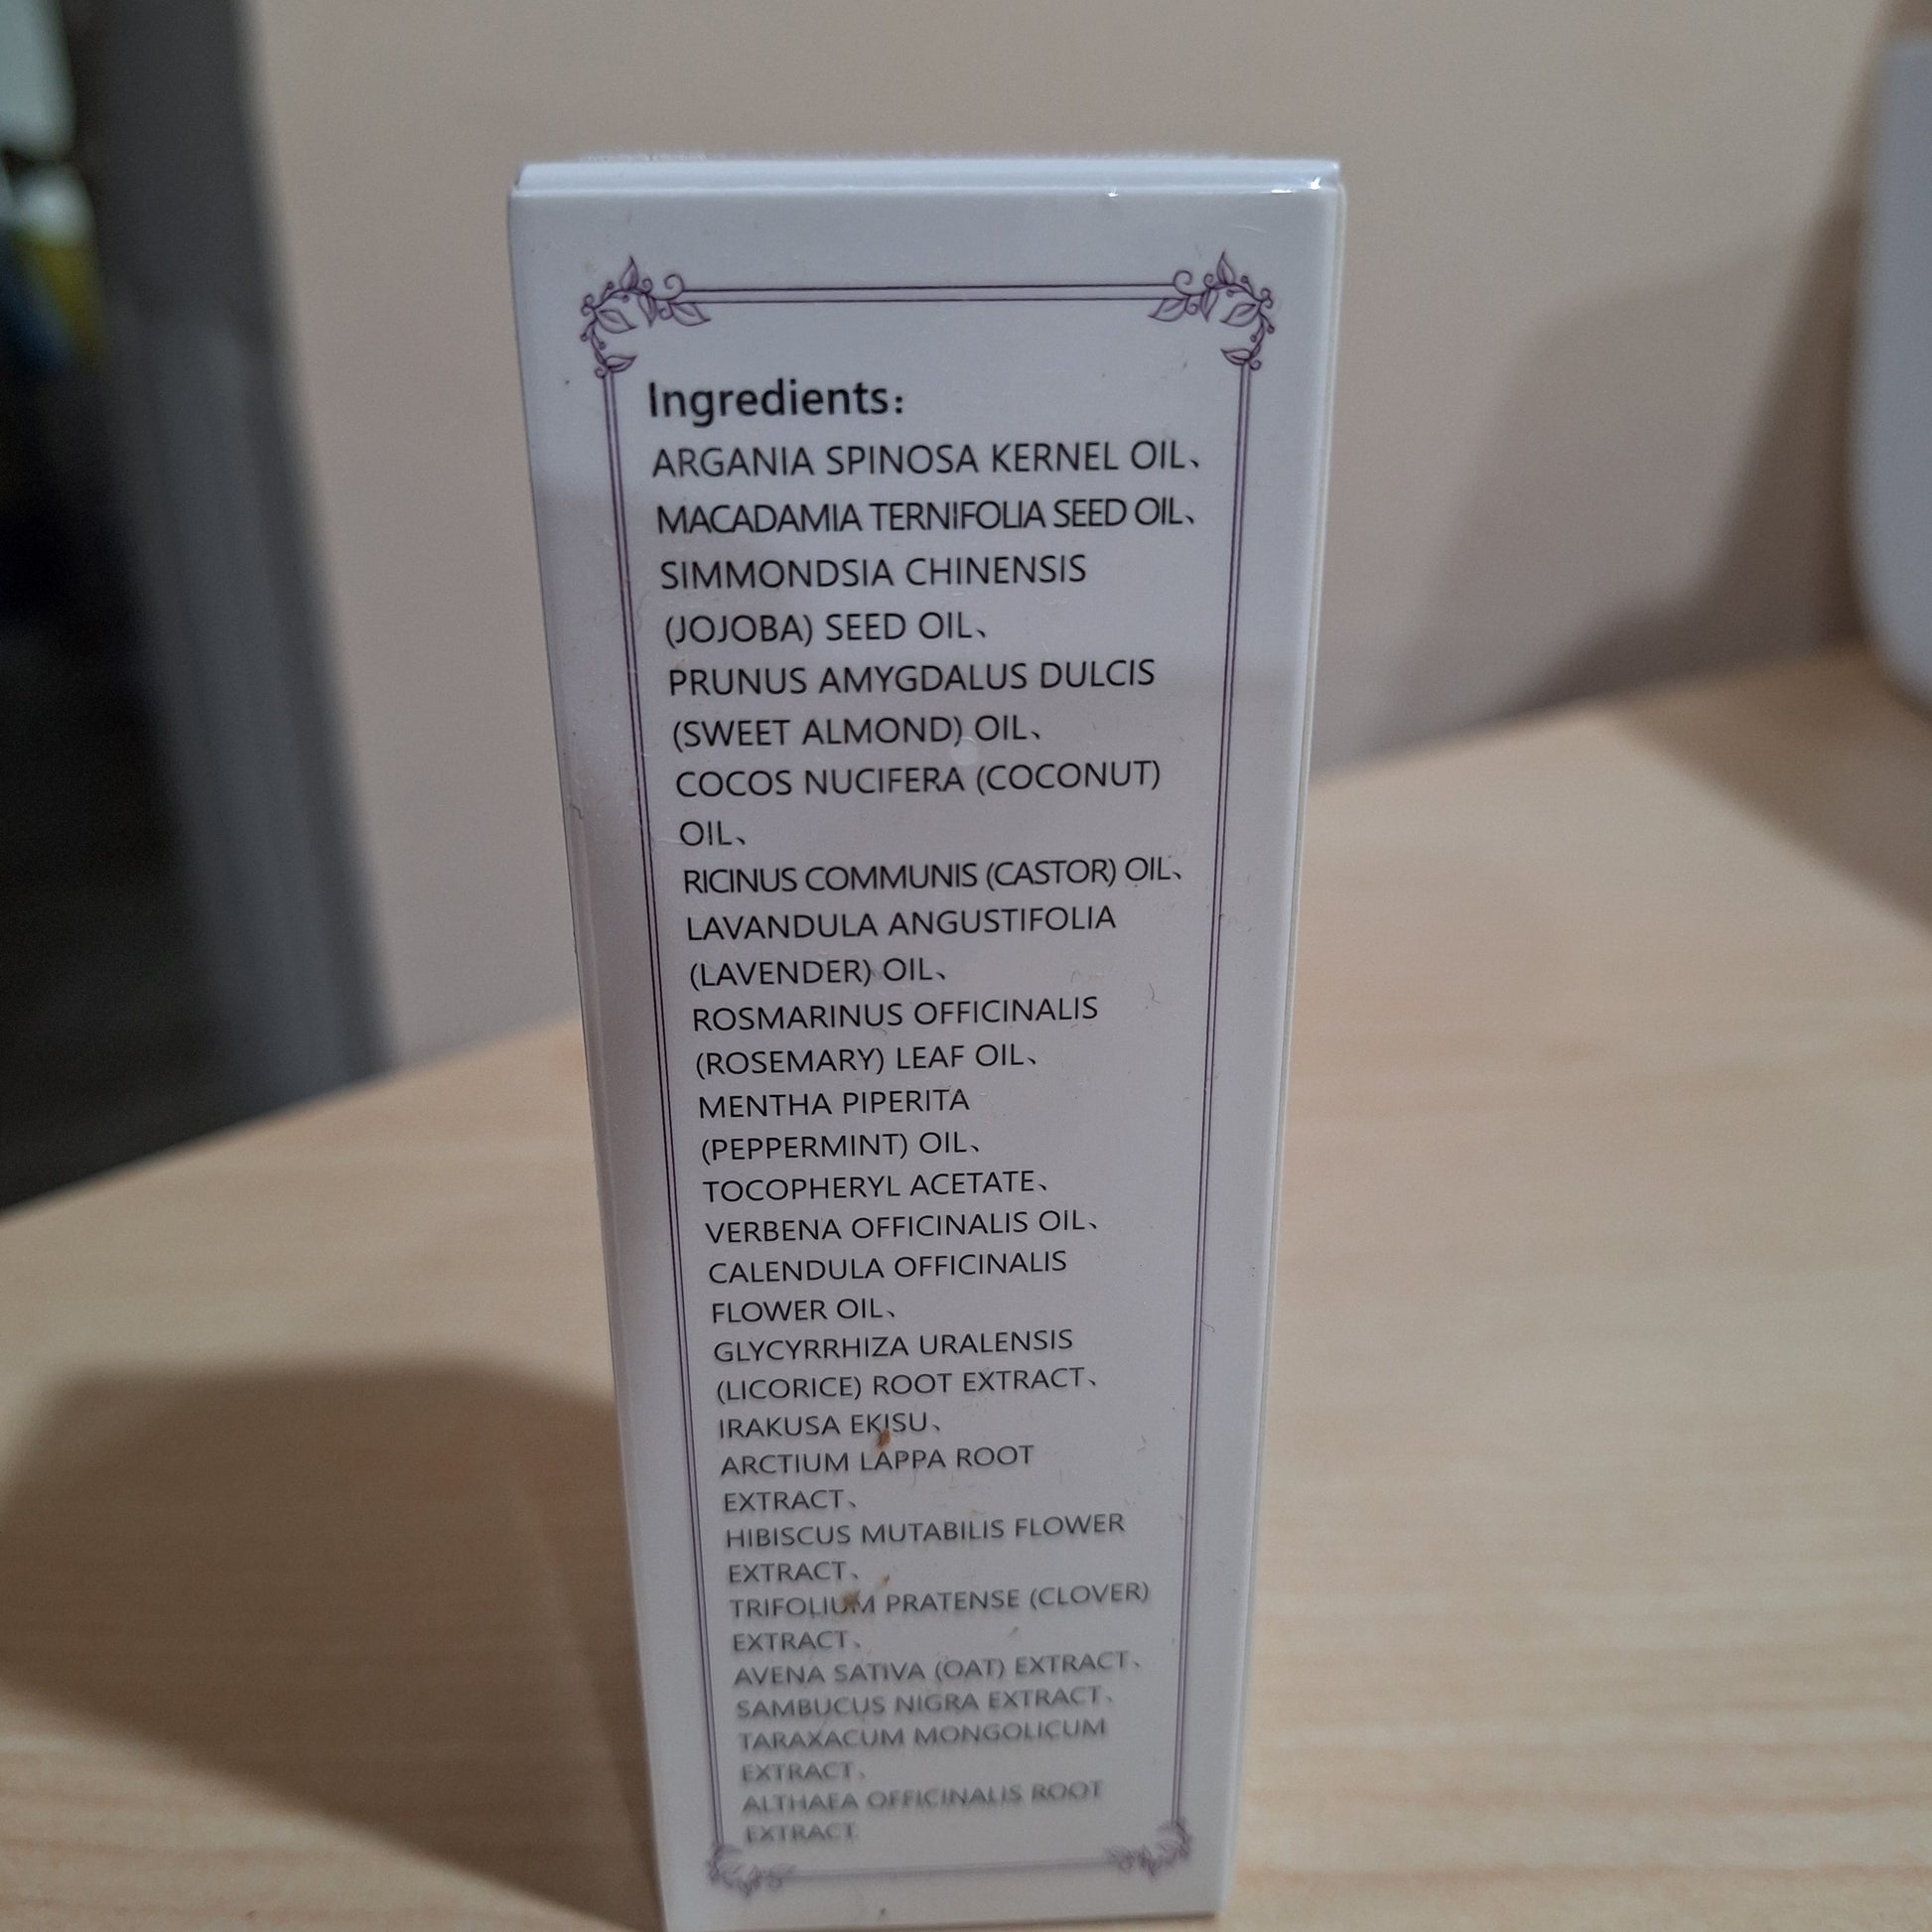 Ingredients:
ARGANIA SPINOSA KERNEL OIL、
MACADAMIA TERNIFOLIA SEED OIL、
SIMMONDSIA CHINENSIS
(JOJOBA) SEED OIL、
PRUNUS AMYGDALUS DULCIS
(SWEET ALMOND) OIL、
COCOS NUCIFERA (COCONUT)
OIL、
RICINUS COMMUNIS (CASTOR) OIL、
LAVANDULA ANGUSTIFOLIA
(LAVENDER) OIL、
ROSMARINUS OFFICINALIS
(ROSEMARY) LEAF OIL、
MENTHA PIPERITA
(PEPPERMINT) OIL、
TOCOPHERYL ACETATE、
VERBENA OFFICINALIS OIL、
CALENDULA OFFICINALIS
FLOWER OIL、
GLYCYRRHIZA URALENSIS
(LICORICE) ROOT EXTRACT、
IRAKUSA EKISU、
ARCTIUM LAPPA ROOT
EXTRACT、
HIBISCUS MUTABILIS FLOWER
EXTRACT、
TRIFOLIUM PRATENSE (CLOVER)
EXTRACT、
AVENA SATIVA (OAT) EXTRACT、
SAMBUCUS NIGRA EXTRACT、
TARAXACUM MONGOLICUM
EXTRACT、
ALTHAEA OFFICINALIS ROOT
EXTRACT.